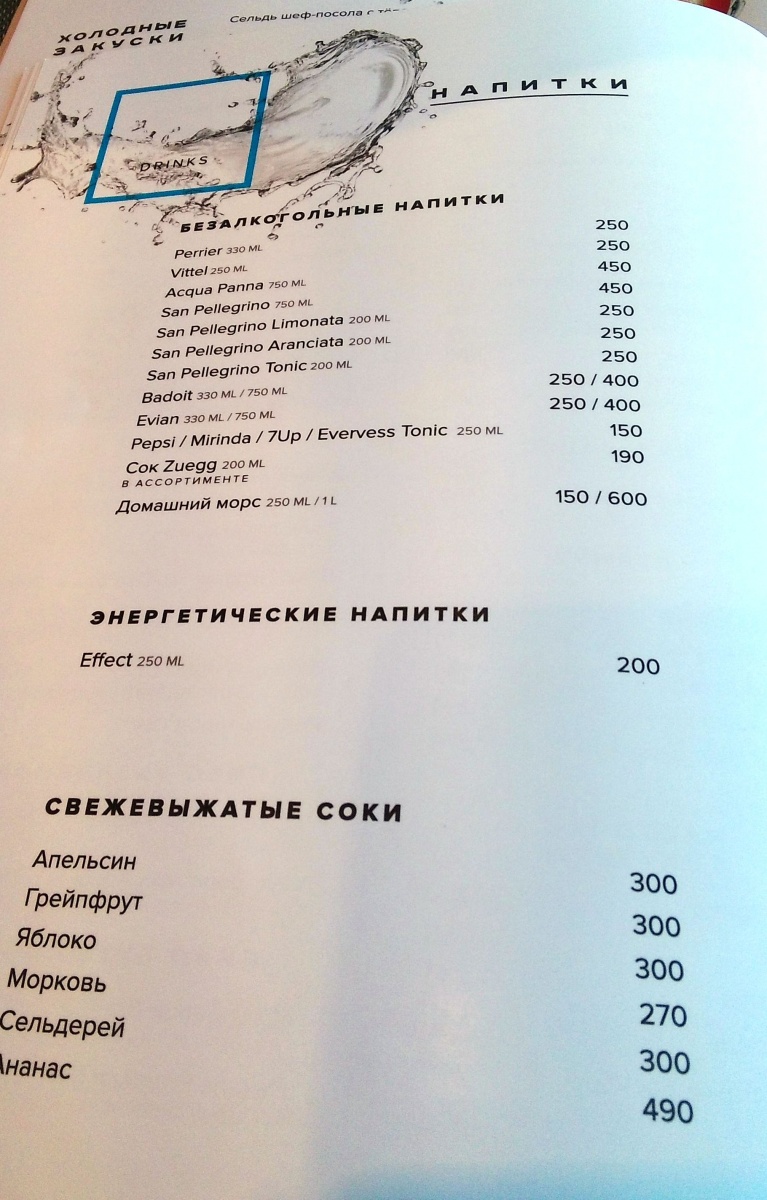 ХОЛОДНЫЕ
ЗАКУСКИ
Сельдь шеф-посола с
НАПИТКИ
DRINKS
БЕЗАЛКОГОЛЬНЫЕ НАПИТКИ
Perrier 330 ML 250
Vittel 250 ML 250
Acqua Panna 750 ML 450
San Pellegrino 750 ML 450
San Pellegrino Limonata 200 ML 250
San Pellegrino Aranciata 200 ML 250
San Pellegrino Tonic 200 ML 250
Badoit 330 ML / 750 ML 250 / 400
Evian 330 ML / 750 ML 250 / 400
Pepsi / Mirinda / 7Up / Evervess Tonic 250 ML 150
Сок Zuegg 200 ML 190
В АССОРТИМЕНТЕ
Домашний морс 250 ML / 1 L 150 / 600
ЭНЕРГЕТИЧЕСКИЕ НАПИТКИ
Effect 250 ML 200
СВЕЖЕВЫЖАТЫЕ СОКИ
Апельсин 300
Грейпфрут 300
Яблоко 300
Морковь 270
Сельдерей 300
Ананас 490